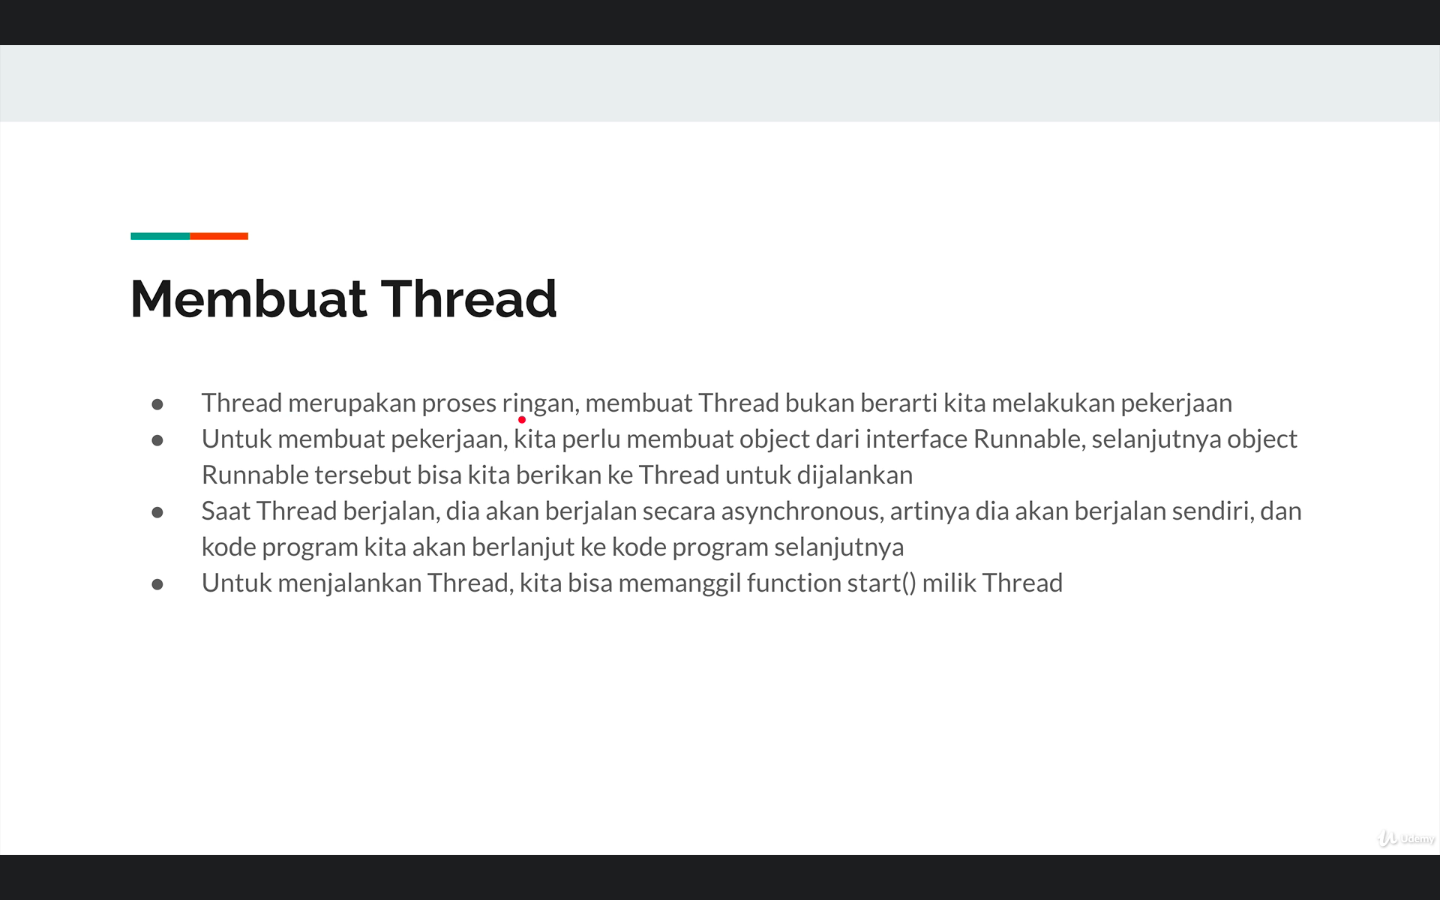 Membuat Thread
● Thread merupakan proses ringan, membuat Thread bukan berarti kita melakukan pekerjaan
● Untuk membuat pekerjaan, kita perlu membuat object dari interface Runnable, selanjutnya object
Runnable tersebut bisa kita berikan ke Thread untuk dijalankan
● Saat Thread berjalan, dia akan berjalan secara asynchronous, artinya dia akan berjalan sendiri, dan
kode program kita akan berlanjut ke kode program selanjutnya
● Untuk menjalankan Thread, kita bisa memanggil function start() milik Thread
Udemy